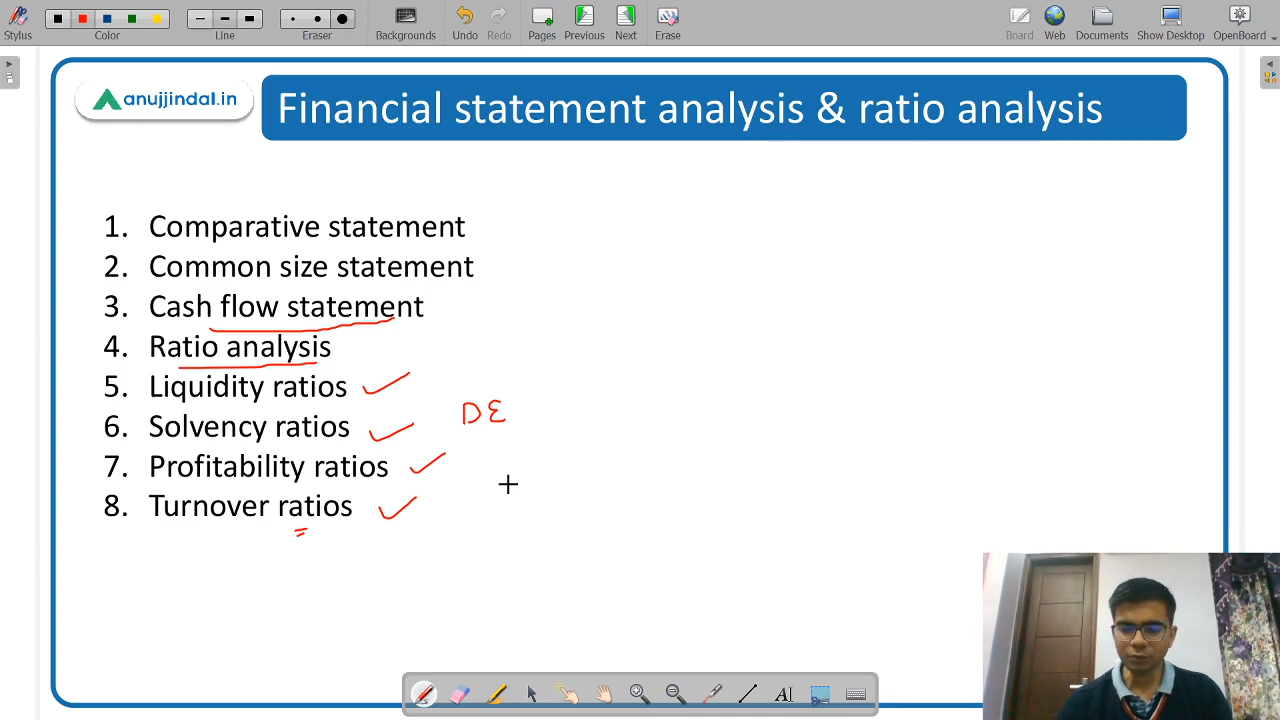 Stylus
Color
Line
Eraser
Backgrounds
Undo
Redo
Pages
Previous
Next
Erase
Board
Web
Documents
Show Desktop
OpenBoard
anujjindal.in
Financial statement analysis & ratio analysis
1. Comparative statement
2. Common size statement
3. Cash flow statement
4. Ratio analysis
5. Liquidity ratios
6. Solvency ratios
DE
7. Profitability ratios
8. Turnover ratios
AI